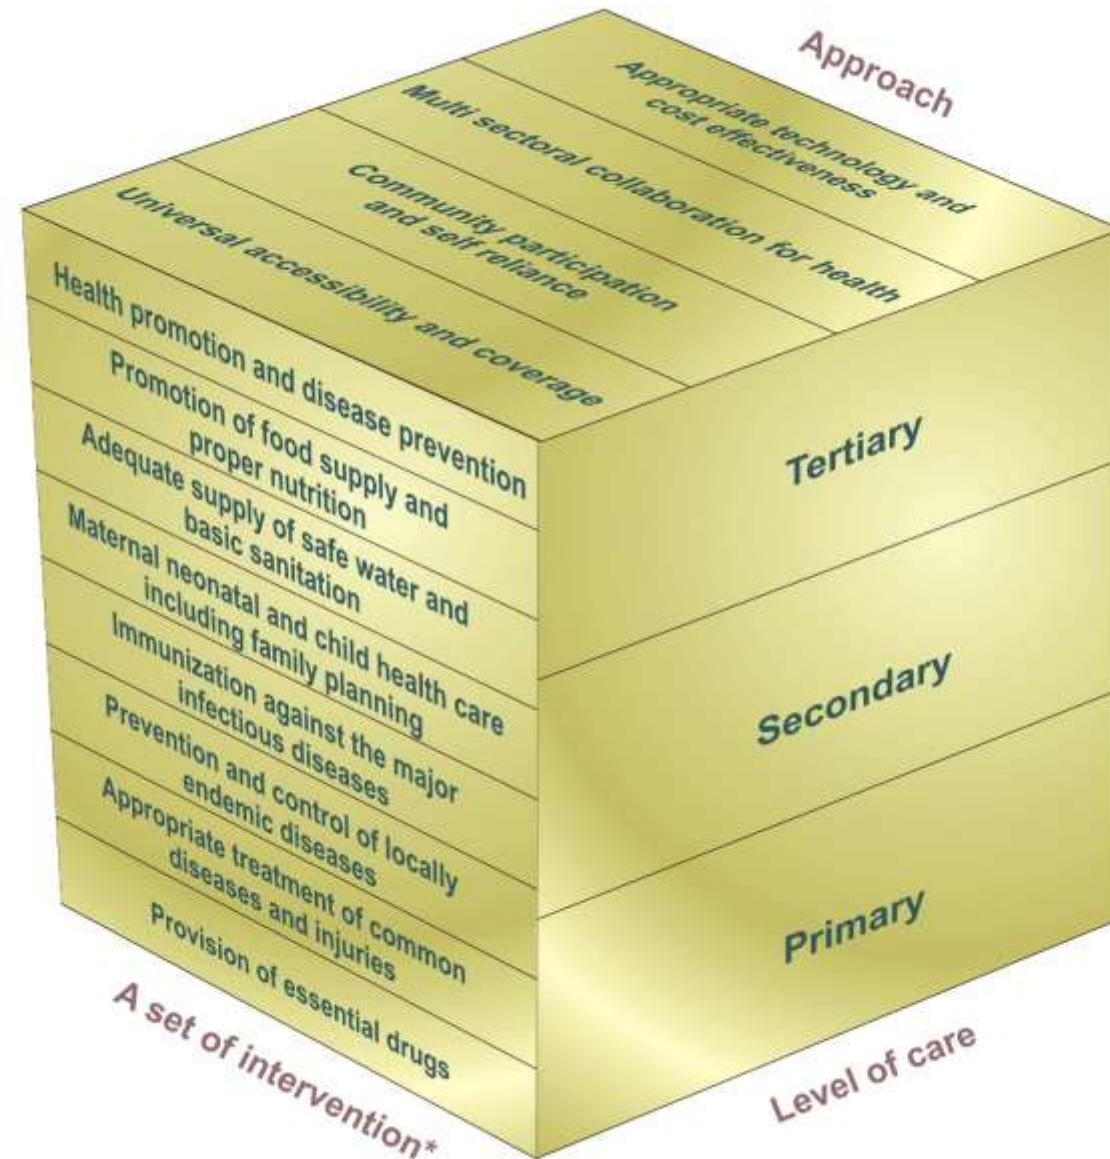 Approach
Appropriate technology and
cost effectiveness
Multi sectoral collaboration for health
Community participation
and self reliance
Universal accessibility and coverage
Health promotion and disease prevention
Promotion of food supply and
proper nutrition
Adequate supply of safe water and
basic sanitation
Maternal neonatal and child health care
including family planning
Immunization against the major
infectious diseases
Prevention and control of locally
endemic diseases
Appropriate treatment of common
diseases and injuries
Provision of essential drugs
A set of intervention*
Tertiary
Secondary
Primary
Level of care